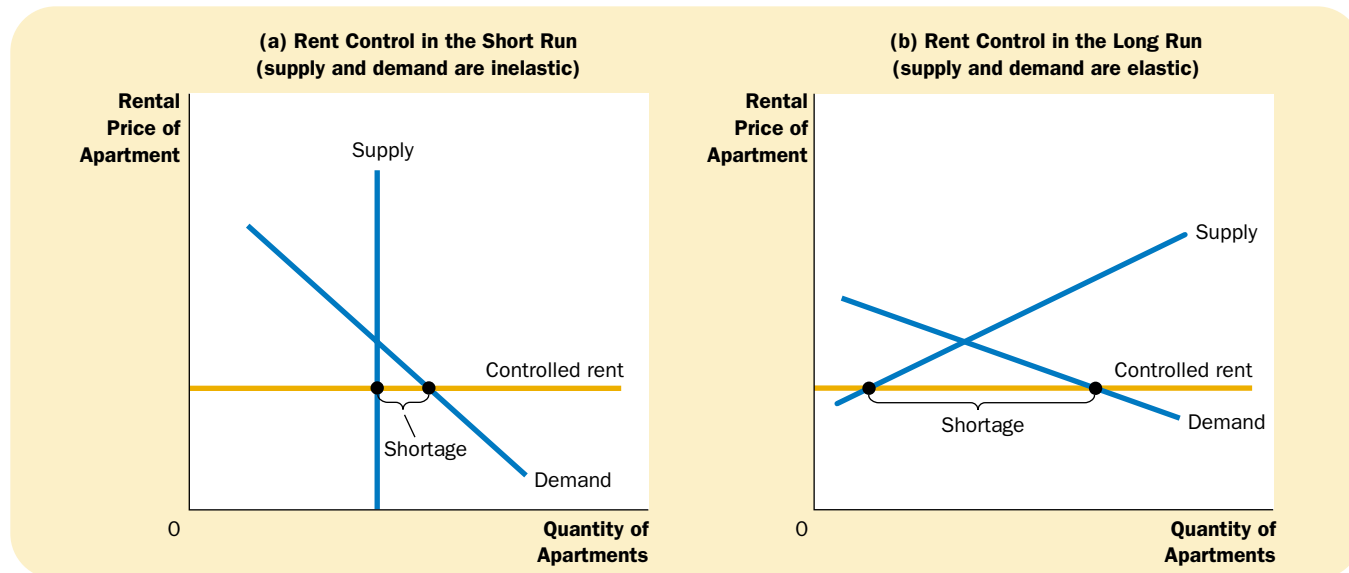 (a) Rent Control in the Short Run
(supply and demand are inelastic)
Rental
Price of
Apartment
Supply
Controlled rent
Shortage
Demand
0
Quantity of
Apartments
(b) Rent Control in the Long Run
(supply and demand are elastic)
Rental
Price of
Apartment
Supply
Controlled rent
Shortage
Demand
0
Quantity of
Apartments